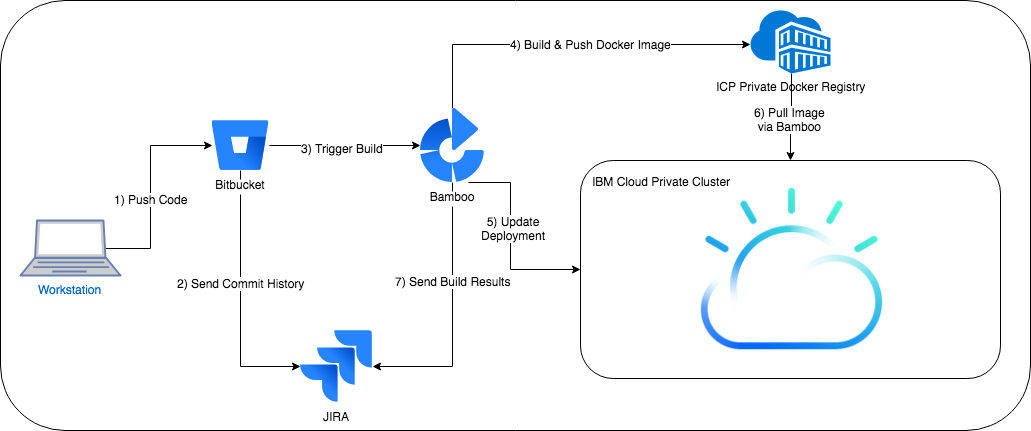 4) Build & Push Docker Image
ICP Private Docker Registry
6) Pull Image
via Bamboo
3) Trigger Build
Bitbucket
Bamboo
IBM Cloud Private Cluster
1) Push Code
5) Update
Deployment
Workstation
2) Send Commit History
7) Send Build Results
JIRA